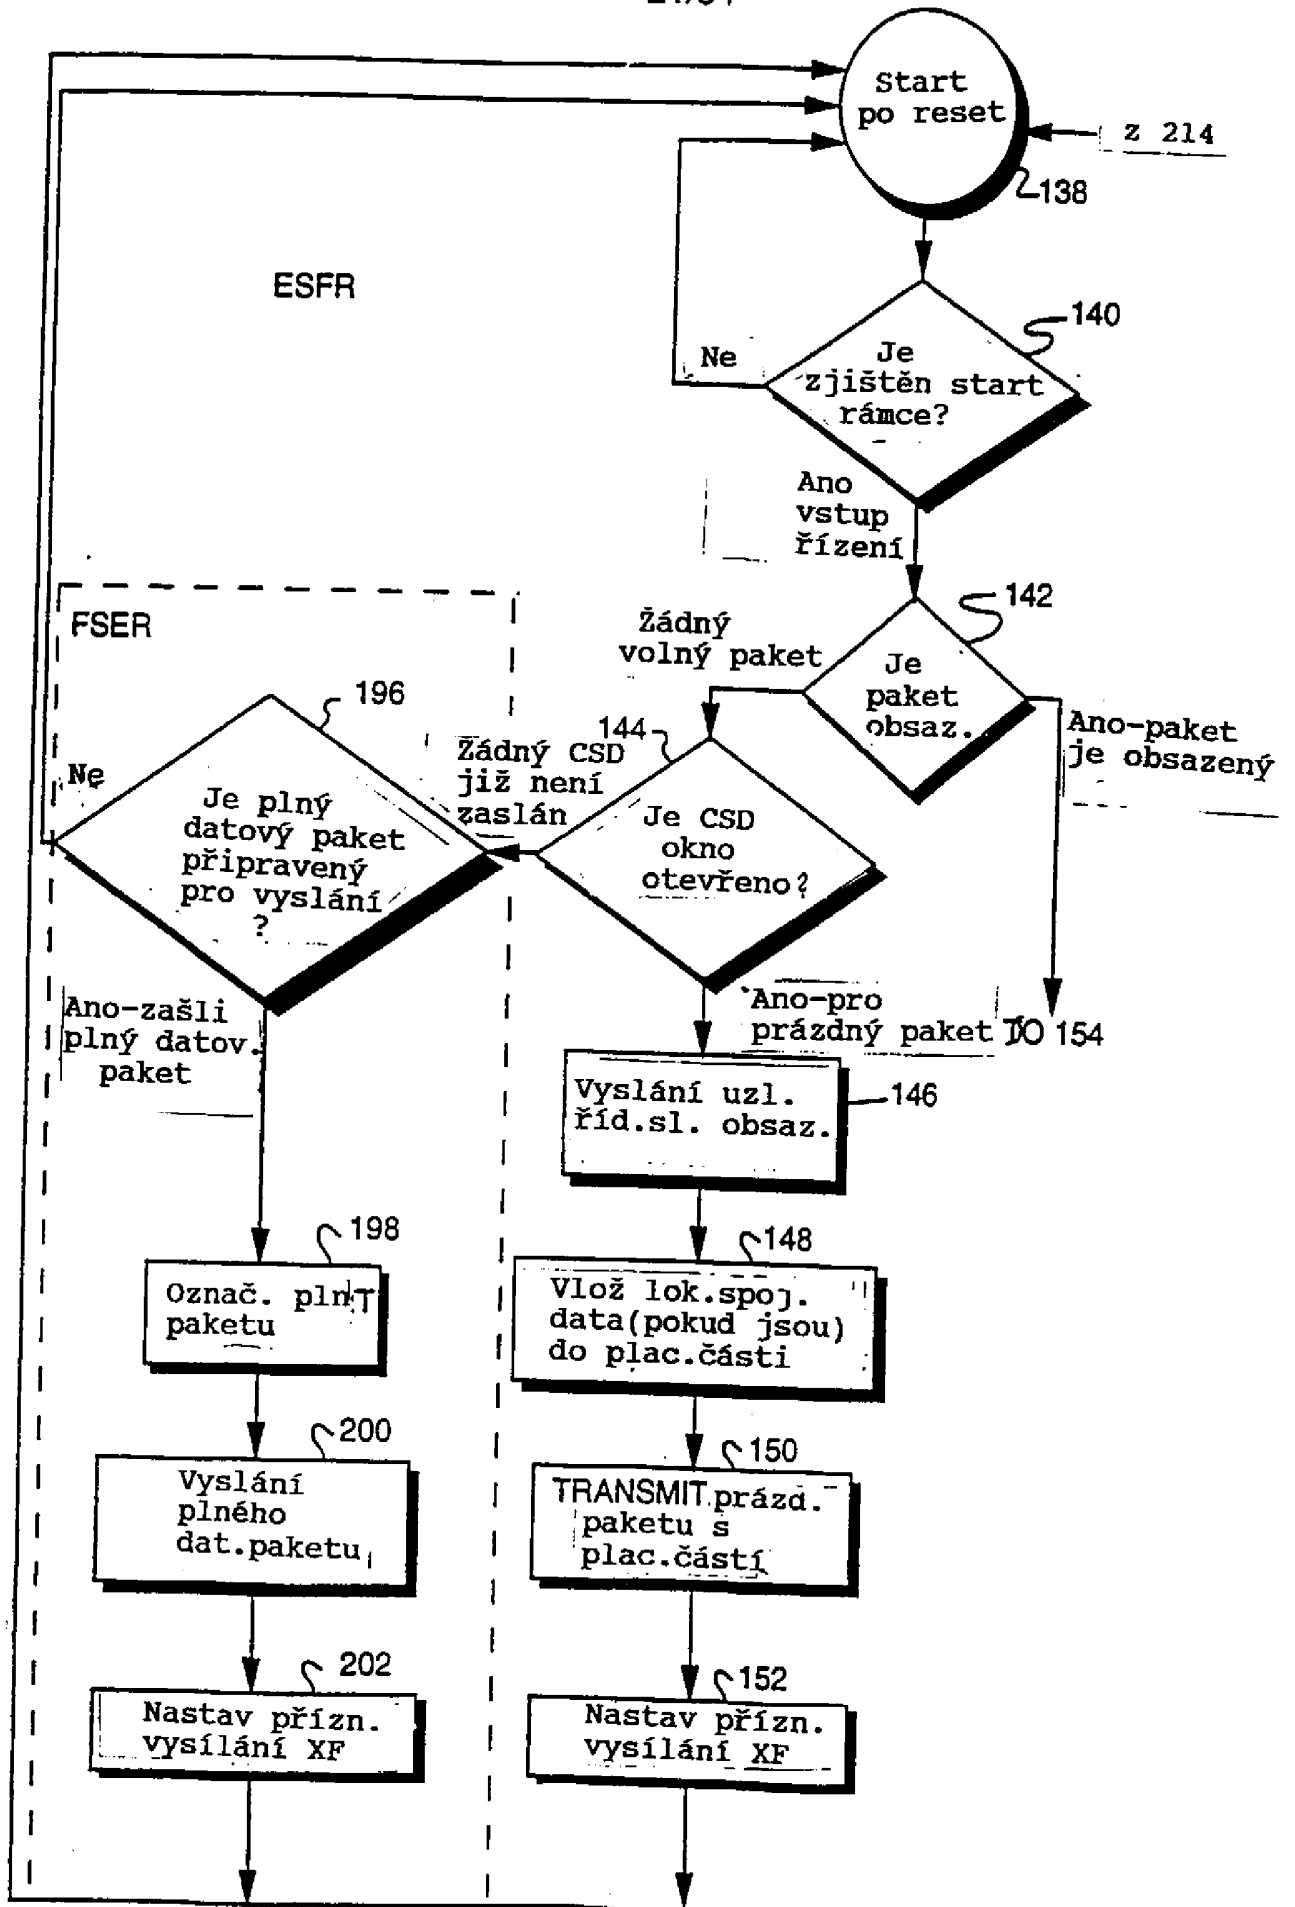 Start
po reset
z 214
138
ESFR
140
Ne
Je
zjištěn start
rámce?
Ano
vstup
řízení
142
FSER
Žádný
volný paket
Je
paket
obsaz.
196
144
Ano-paket
je obsazený
Ne
Žádný CSD
již není
zaslán
Je plný
datový paket
připravený
pro vyslání
?
Je CSD
okno
otevřeno?
Ano-zašli
plný datov.
paket
Ano-pro
prázdný paket
DO 154
Vyslání uzl.
říd.sl. obsaz.
146
198
148
Označ. pln
paketu
Vlož lok.spoj.
data(pokud jsou)
do plac.části
200
150
Vyslání
plného
dat.paketu
TRANSMIT prázd.
paketu s
plac.částí
202
152
Nastav přízn.
vysílání XF
Nastav přízn.
vysílání XF